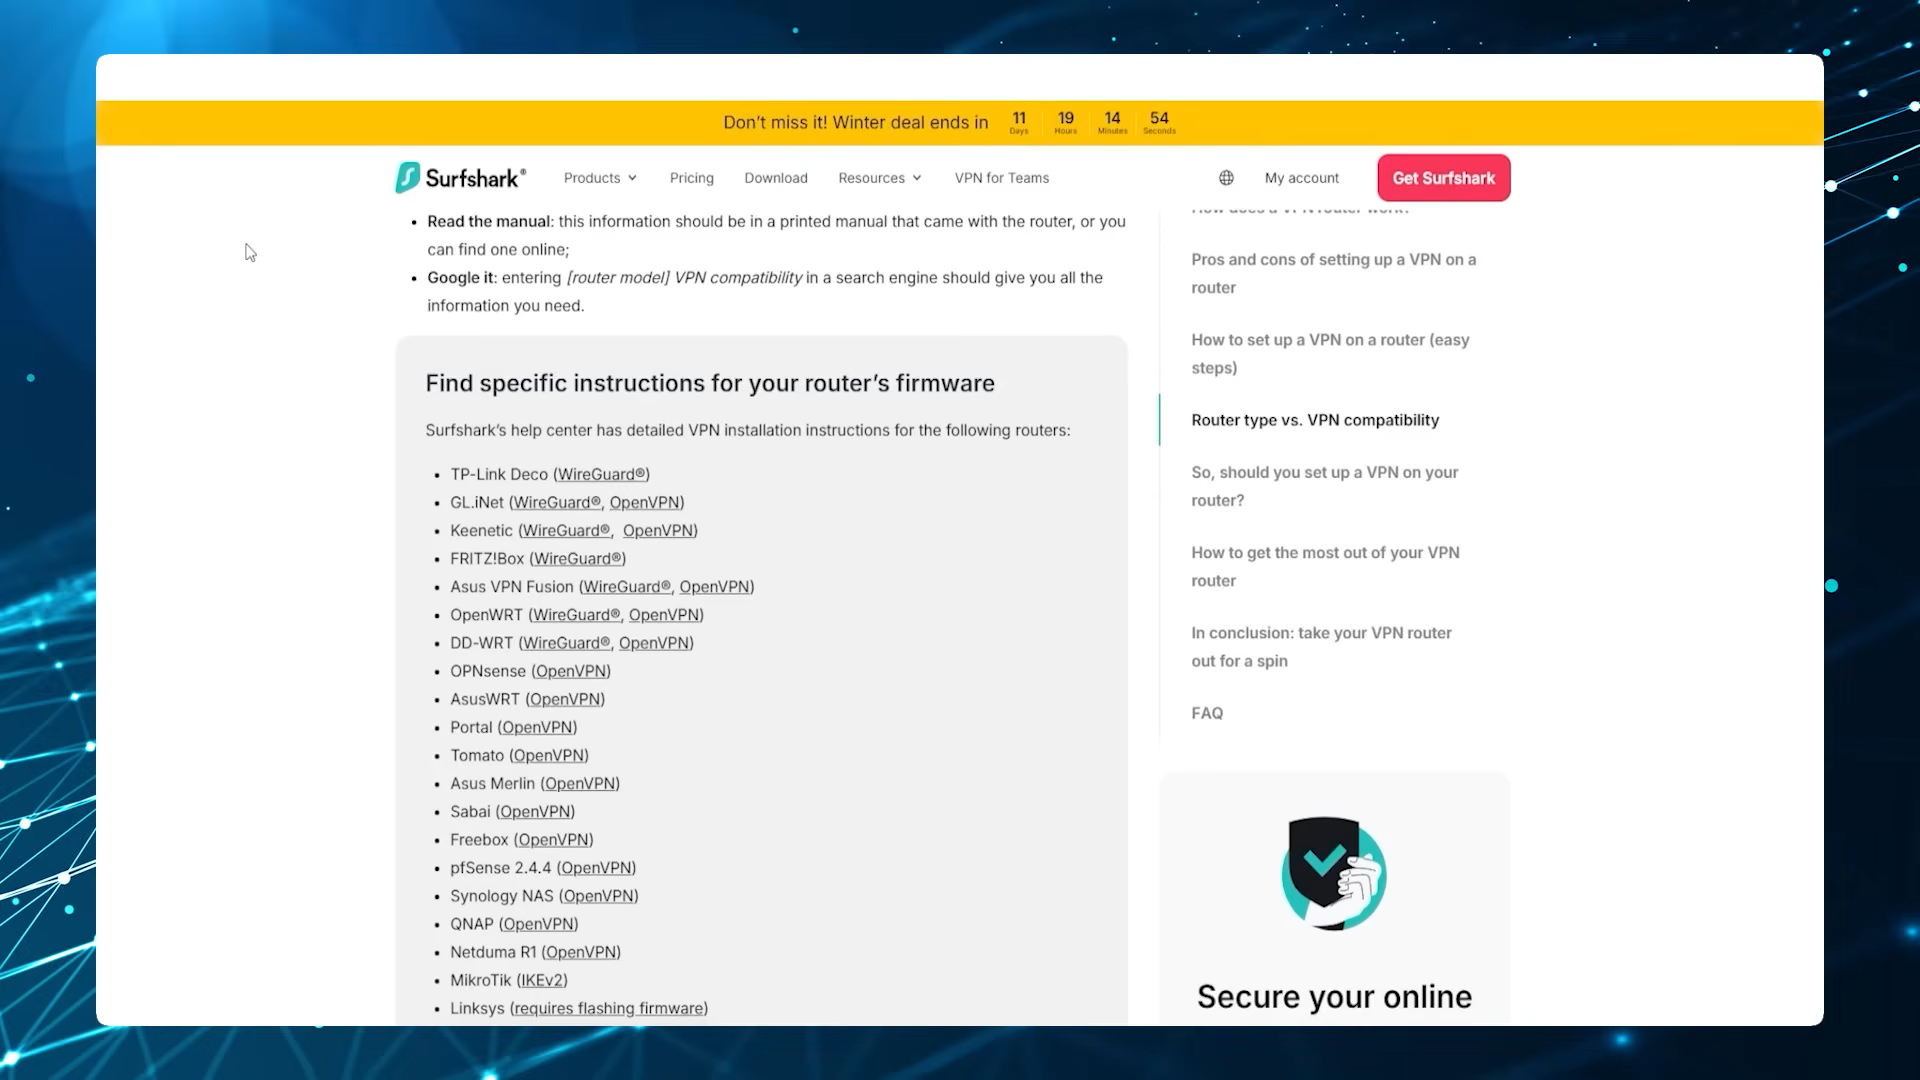 Don't miss it! Winter deal ends in
11 19 14 54
Days Hours Minutes Seconds
Surfshark®
Products Pricing Download Resources VPN for Teams My account Get Surfshark
• Read the manual: this information should be in a printed manual that came with the router, or you
can find one online;
• Google it: entering [router model] VPN compatibility in a search engine should give you all the
information you need.
Find specific instructions for your router's firmware
Surfshark's help center has detailed VPN installation instructions for the following routers:
• TP-Link Deco (WireGuard®)
• GL.iNet (WireGuard®, OpenVPN)
• Keenetic (WireGuard®, OpenVPN)
• FRITZ!Box (WireGuard®)
• Asus VPN Fusion (WireGuard®, OpenVPN)
• OpenWRT (WireGuard®, OpenVPN)
• DD-WRT (WireGuard®, OpenVPN)
• OPNsense (OpenVPN)
• AsusWRT (OpenVPN)
• Portal (OpenVPN)
• Tomato (OpenVPN)
• Asus Merlin (OpenVPN)
• Sabai (OpenVPN)
• Freebox (OpenVPN)
• pfSense 2.4.4 (OpenVPN)
• Synology NAS (OpenVPN)
• QNAP (OpenVPN)
• Netduma R1 (OpenVPN)
• MikroTik (IKEv2)
• Linksys (requires flashing firmware)
How does a VPN router work?
Pros and cons of setting up a VPN on a
router
How to set up a VPN on a router (easy
steps)
Router type vs. VPN compatibility
So, should you set up a VPN on your
router?
How to get the most out of your VPN
router
In conclusion: take your VPN router
out for a spin
FAQ
Secure your online